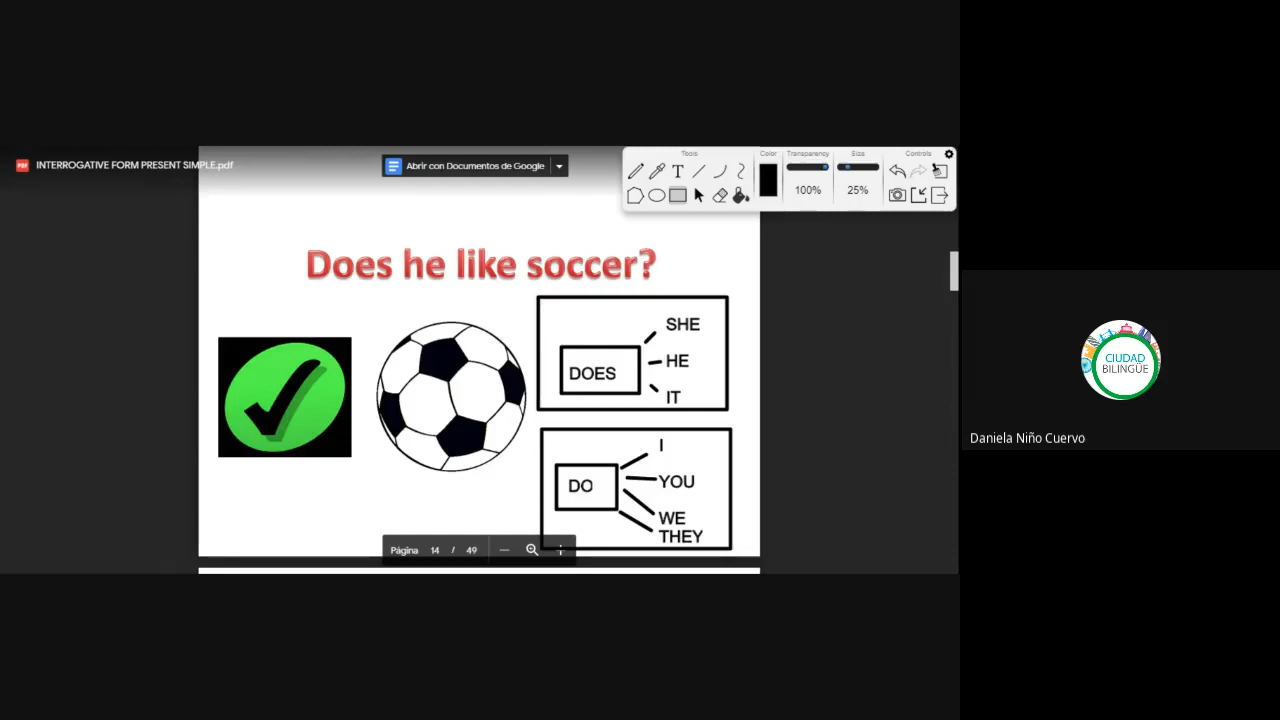 INTERROGATIVE FORM PRESENT SIMPLE.pdf
Abrir con Documentos de Google
Tools
Color
Transparency
Size
Controls
100%
25%
Does he like soccer?
DOES
SHE
HE
IT
DO
I
YOU
WE
THEY
Página 14 / 49
CIUDAD
BILINGÜE
Daniela Niño Cuervo